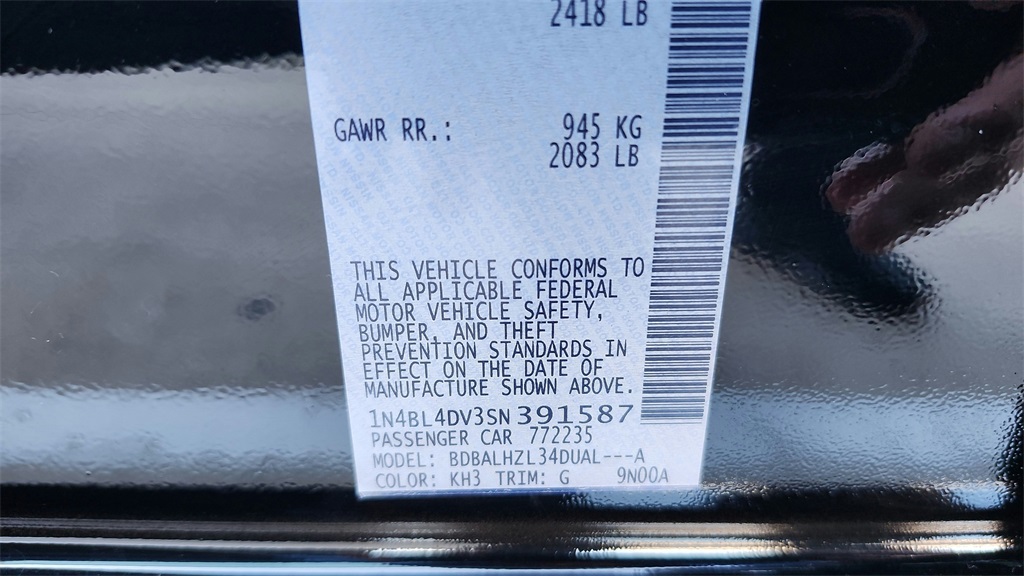 2418 LB
GAWR RR.: 945 KG
2083 LB
THIS VEHICLE CONFORMS TO
ALL APPLICABLE FEDERAL
MOTOR VEHICLE SAFETY,
BUMPER, AND THEFT
PREVENTION STANDARDS IN
EFFECT ON THE DATE OF
MANUFACTURE SHOWN ABOVE.
1N4BL4DV3SN391587
PASSENGER CAR 772235
MODEL: BDBALHZL34DUAL---A
COLOR: KH3 TRIM: G 9N00A